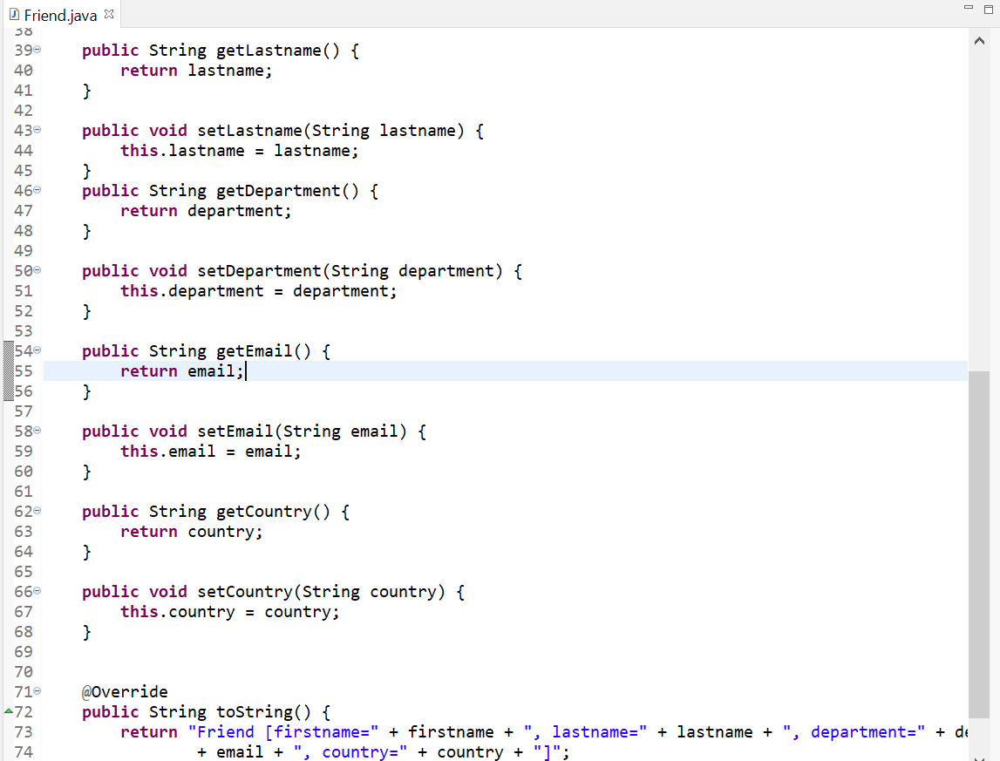 Friend.java
38
39 public String getLastname() {
40 return lastname;
41 }
42
43 public void setLastname(String lastname) {
44 this.lastname = lastname;
45 }
46 public String getDepartment() {
47 return department;
48 }
49
50 public void setDepartment(String department) {
51 this.department = department;
52 }
53
54 public String getEmail() {
55 return email;
56 }
57
58 public void setEmail(String email) {
59 this.email = email;
60 }
61
62 public String getCountry() {
63 return country;
64 }
65
66 public void setCountry(String country) {
67 this.country = country;
68 }
69
70
71 @Override
72 public String toString() {
73 return "Friend [firstname=" + firstname + ", lastname=" + lastname + ", department=" +
74 + email + ", country=" + country + "]";